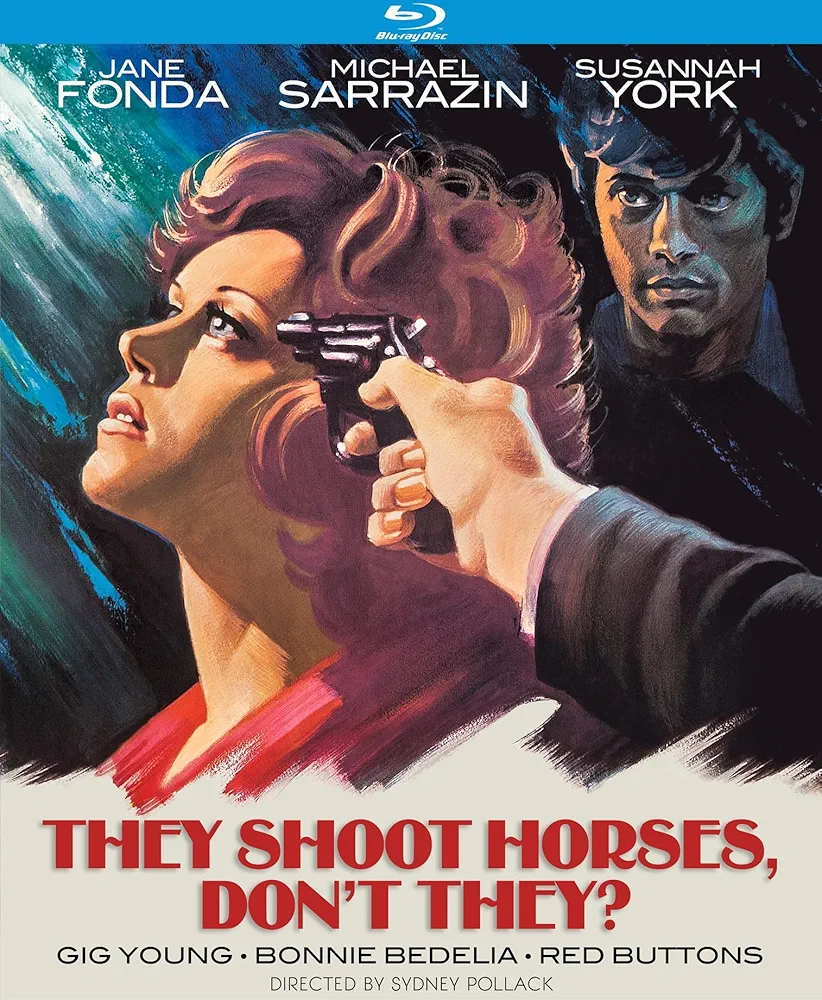 Blu-ray Disc
JANE FONDA
MICHAEL SARRAZIN
SUSANNAH YORK
THEY SHOOT HORSES,
DON'T THEY?
GIG YOUNG • BONNIE BEDELIA • RED BUTTONS
DIRECTED BY SYDNEY POLLACK